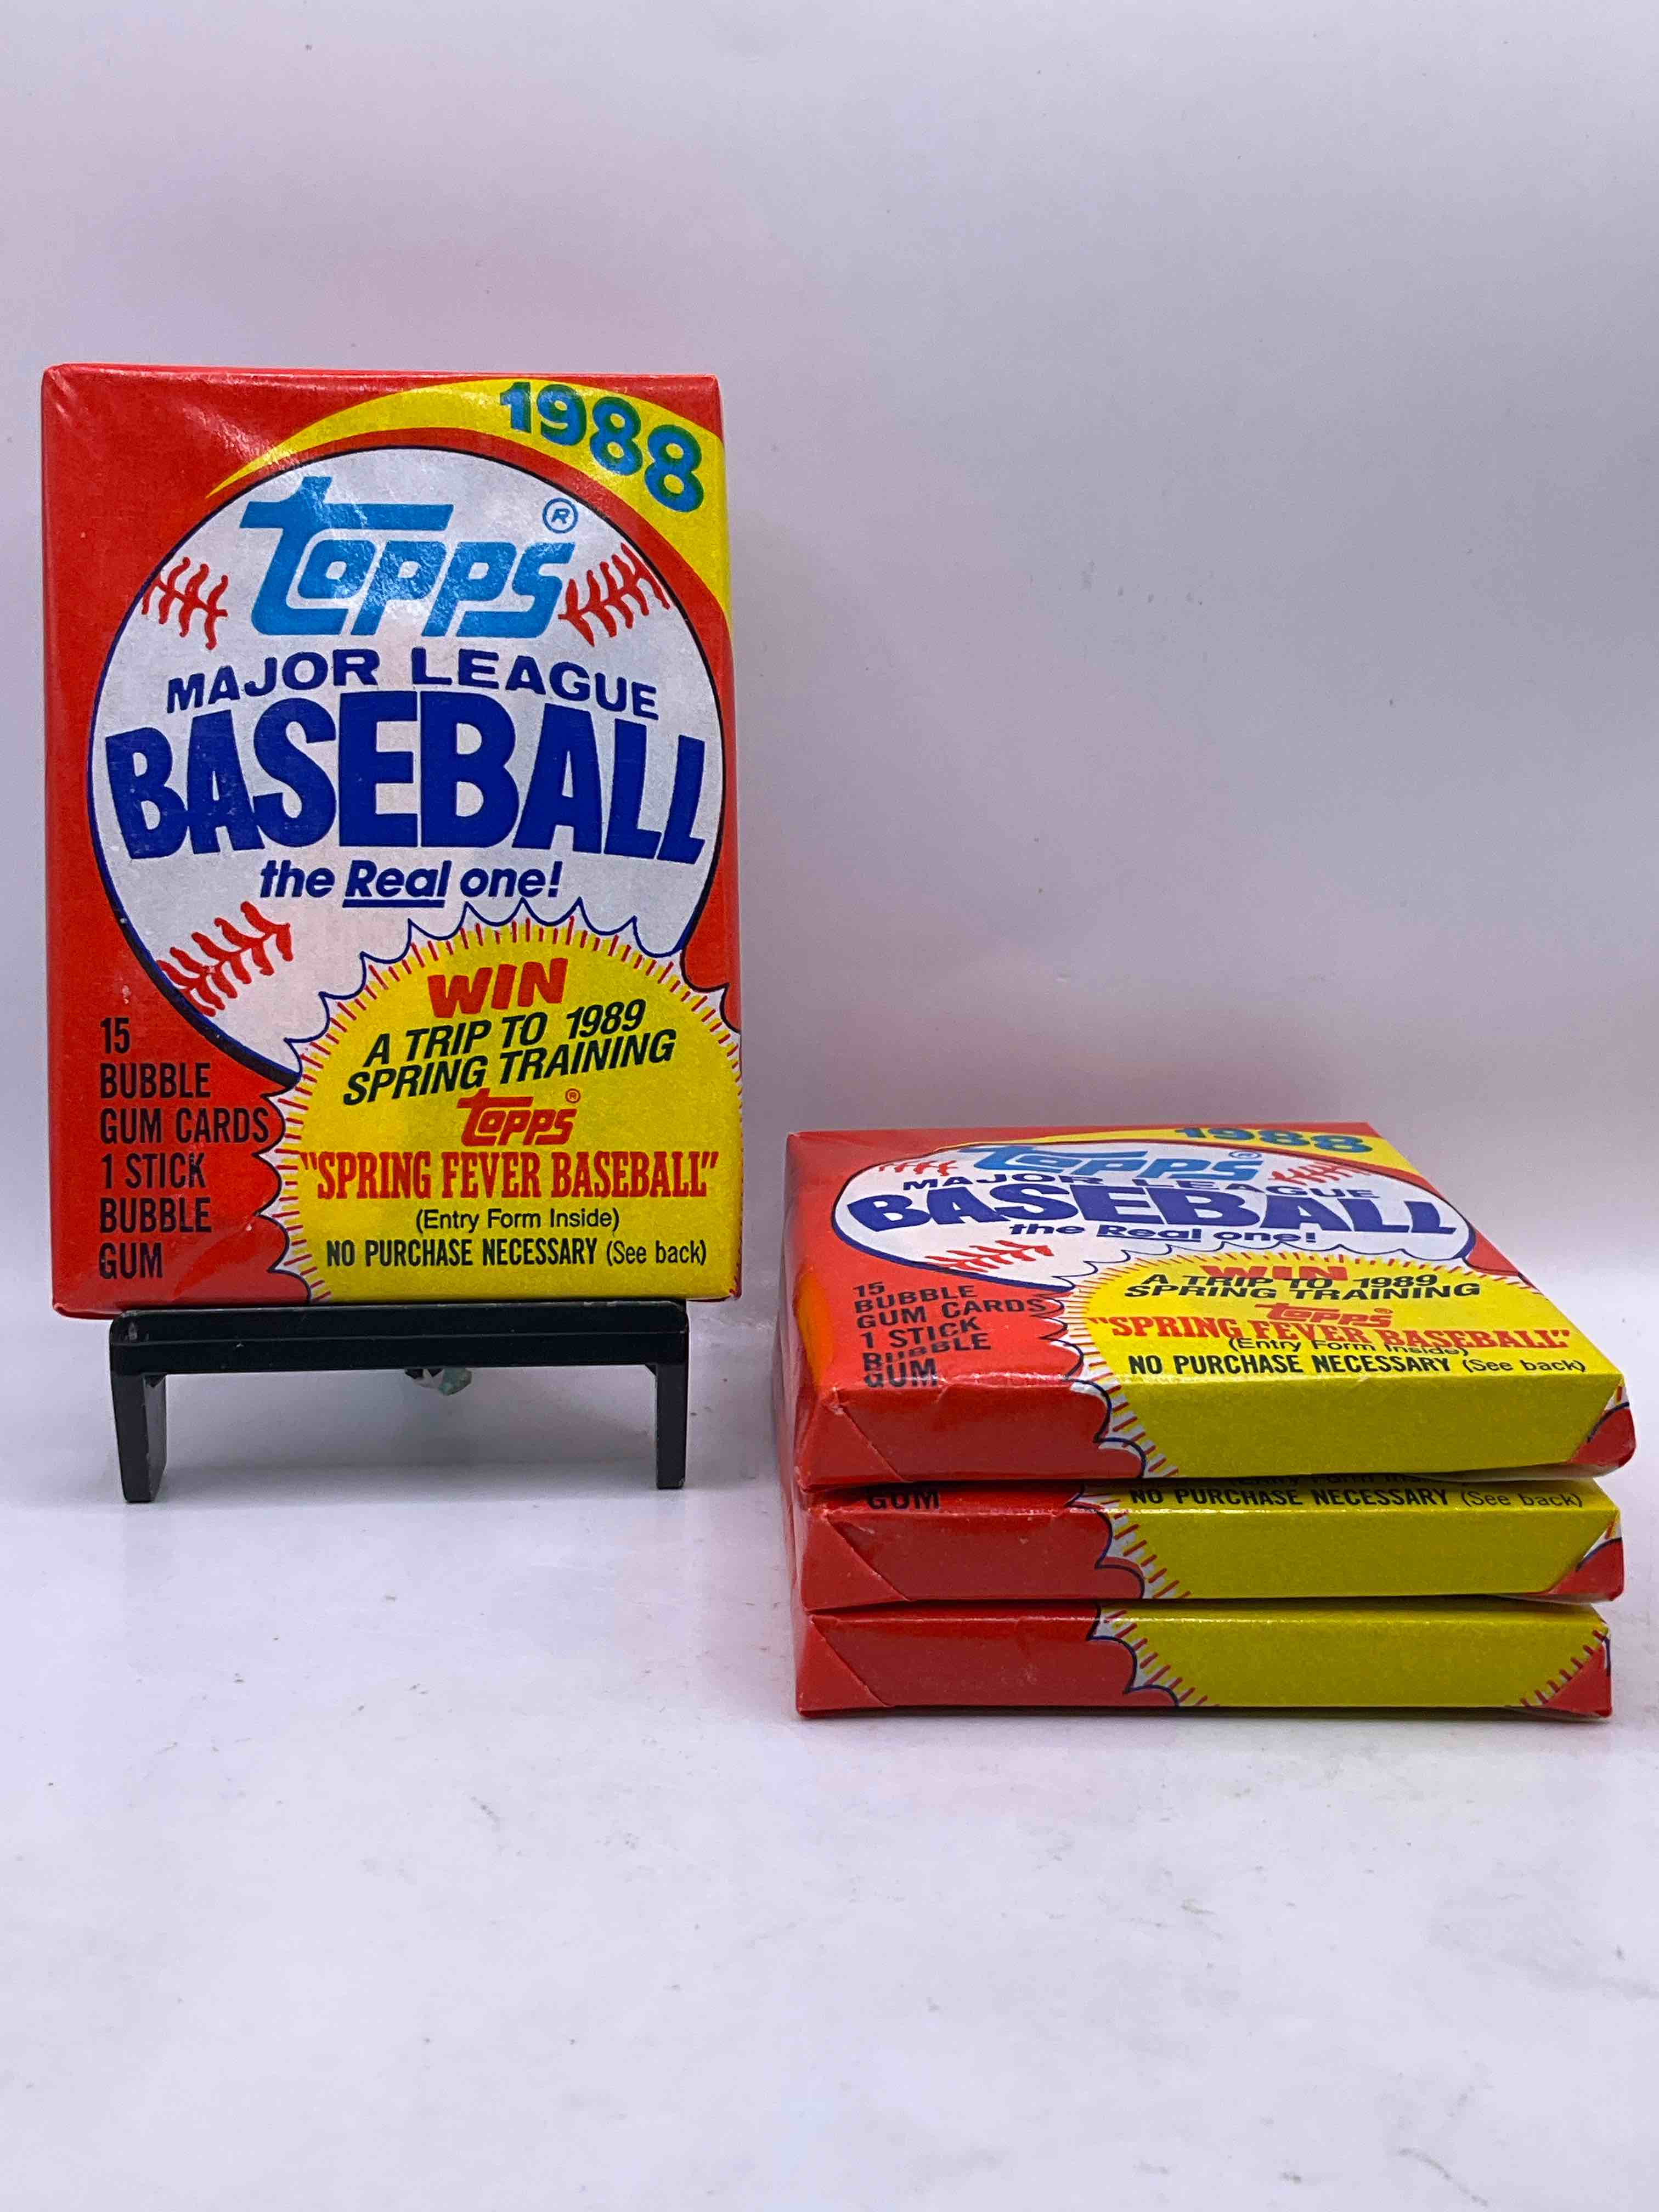 1988
Topps®
MAJOR LEAGUE
BASEBALL
the Real one!
WIN
A TRIP TO 1989
SPRING TRAINING
Topps®
"SPRING FEVER BASEBALL"
(Entry Form Inside)
NO PURCHASE NECESSARY (See back)
15
BUBBLE
GUM CARDS
1 STICK
BUBBLE
GUM
1988
Topps®
MAJOR LEAGUE
BASEBALL
the Real one!
WIN
A TRIP TO 1989
SPRING TRAINING
Topps®
"SPRING FEVER BASEBALL"
(Entry Form Inside)
NO PURCHASE NECESSARY (See back)
15
BUBBLE
GUM CARDS
1 STICK
BUBBLE
GUM
GUM
NO PURCHASE NECESSARY (See back)